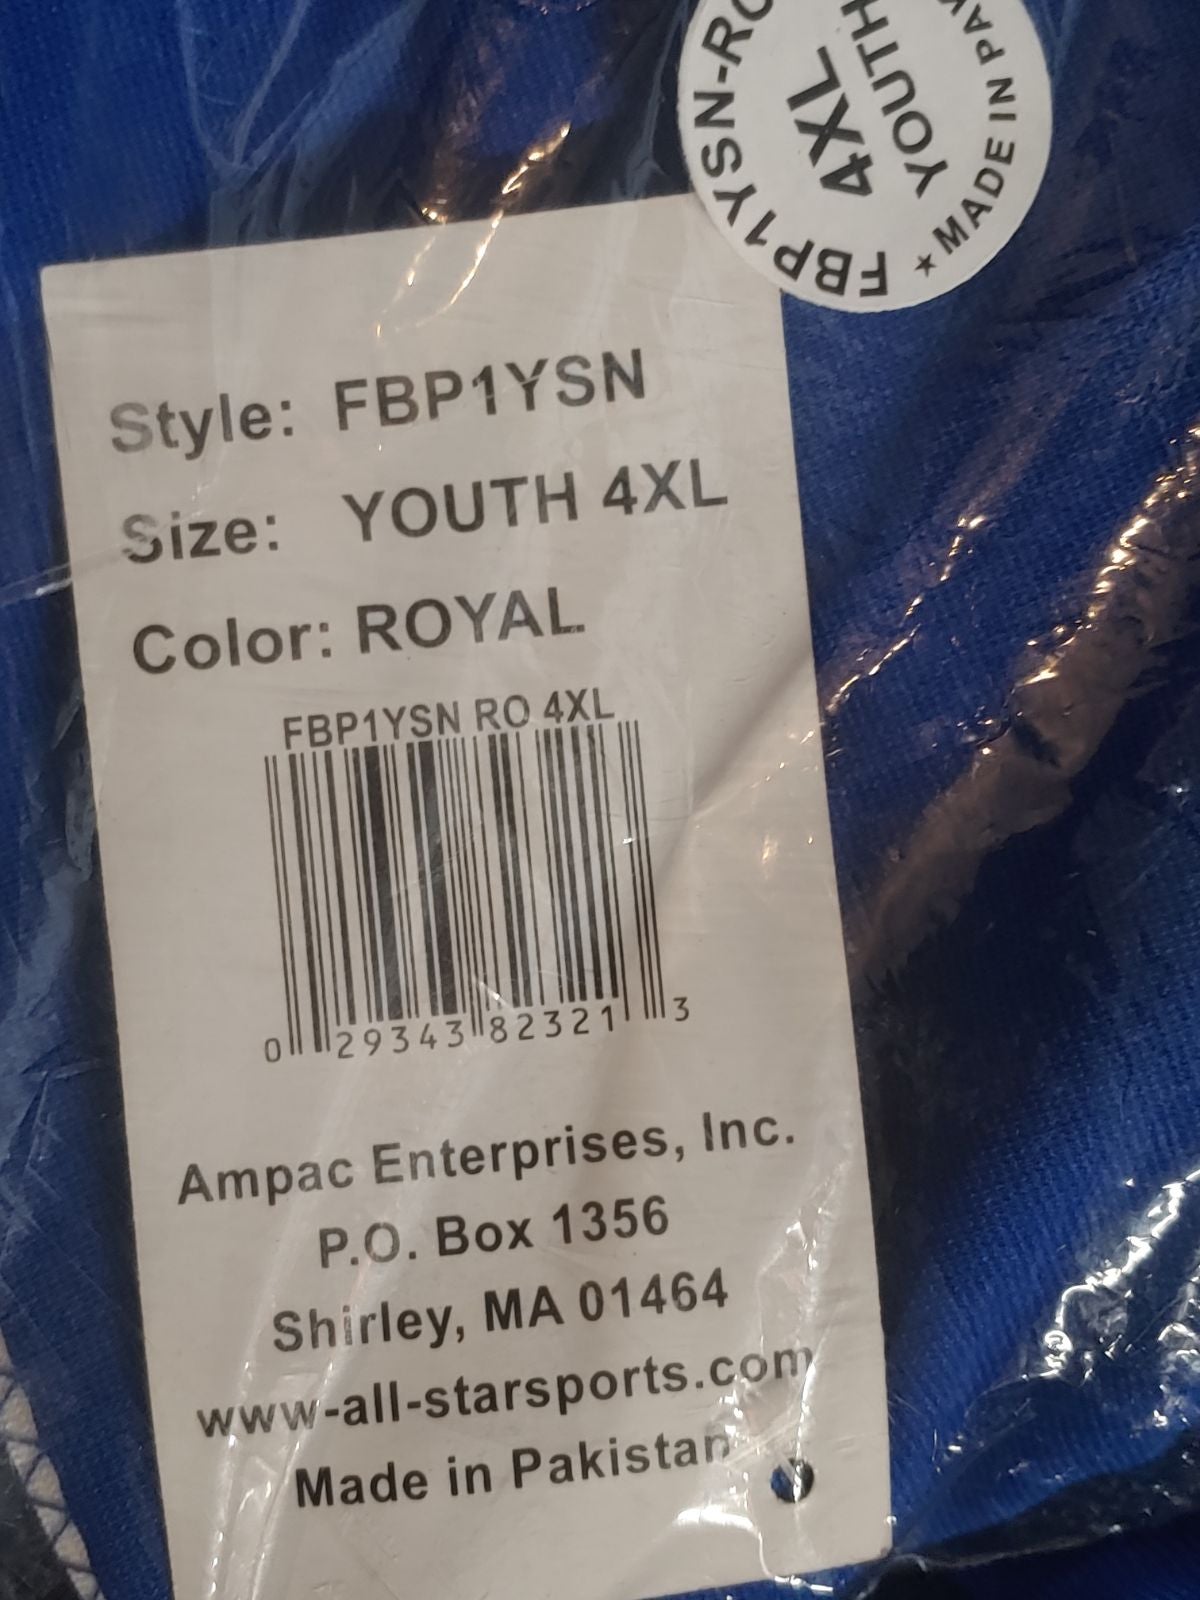 FBP1YSN-RO
4XL
YOUTH
★ MADE IN
Style: FBP1YSN
Size: YOUTH 4XL
Color: ROYAL
FBP1YSN RO 4XL
0 29343 82321 3
Ampac Enterprises, Inc.
P.O. Box 1356
Shirley, MA 01464
www-all-starsports.com
Made in Pakistan